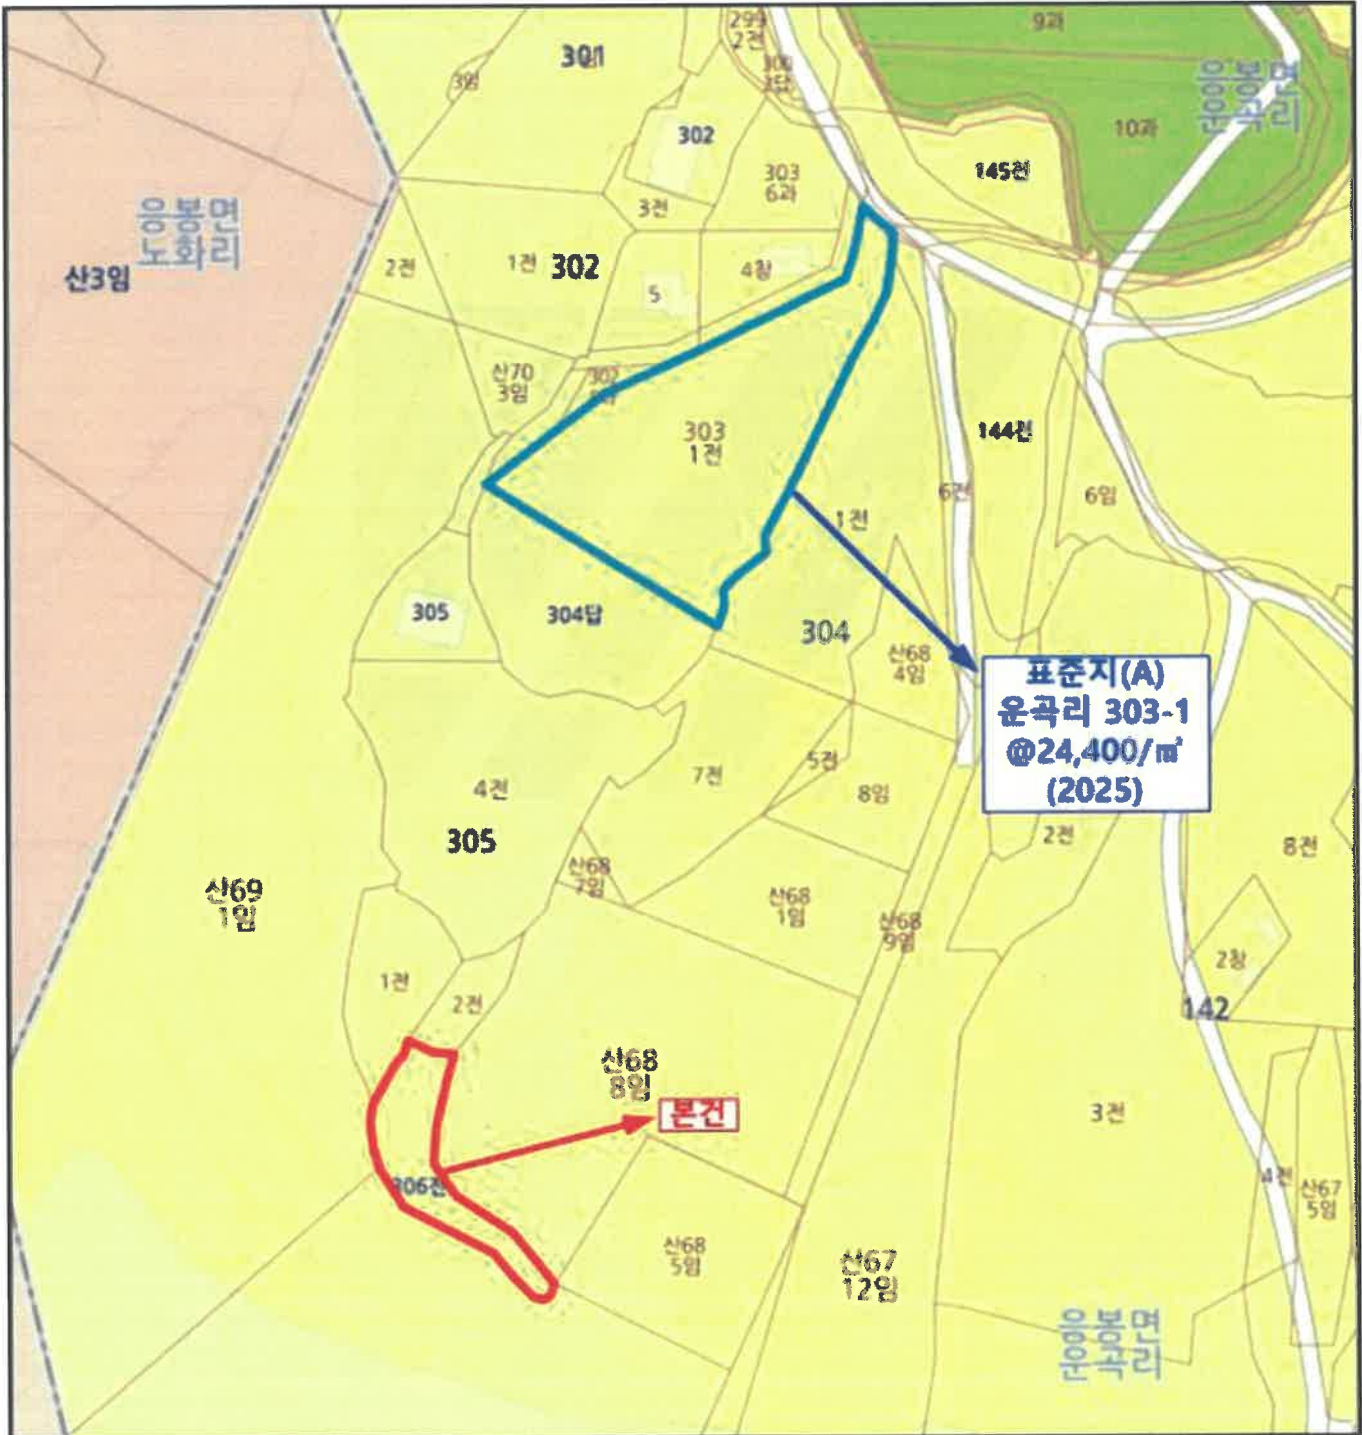 299
2전
9과
301
3임
응봉면
운곡리
10과
302
303
6과
145전
3전
응봉면
노화리
산3임
2전
1전
302
4창
5
산70
3임
302
303
1전
144전
6전
6임
1전
305
304답
304
산68
4임
표준지(A)
운곡리 303-1
@24,400/㎡
(2025)
4전
7전
5전
8임
305
2전
8전
산69
1임
산68
산68
1임
산68
9임
1전
2전
2창
142
산68
8임
본건
3전
306전
4전
산67
5임
산68
5임
산67
12임
응봉면
운곡리